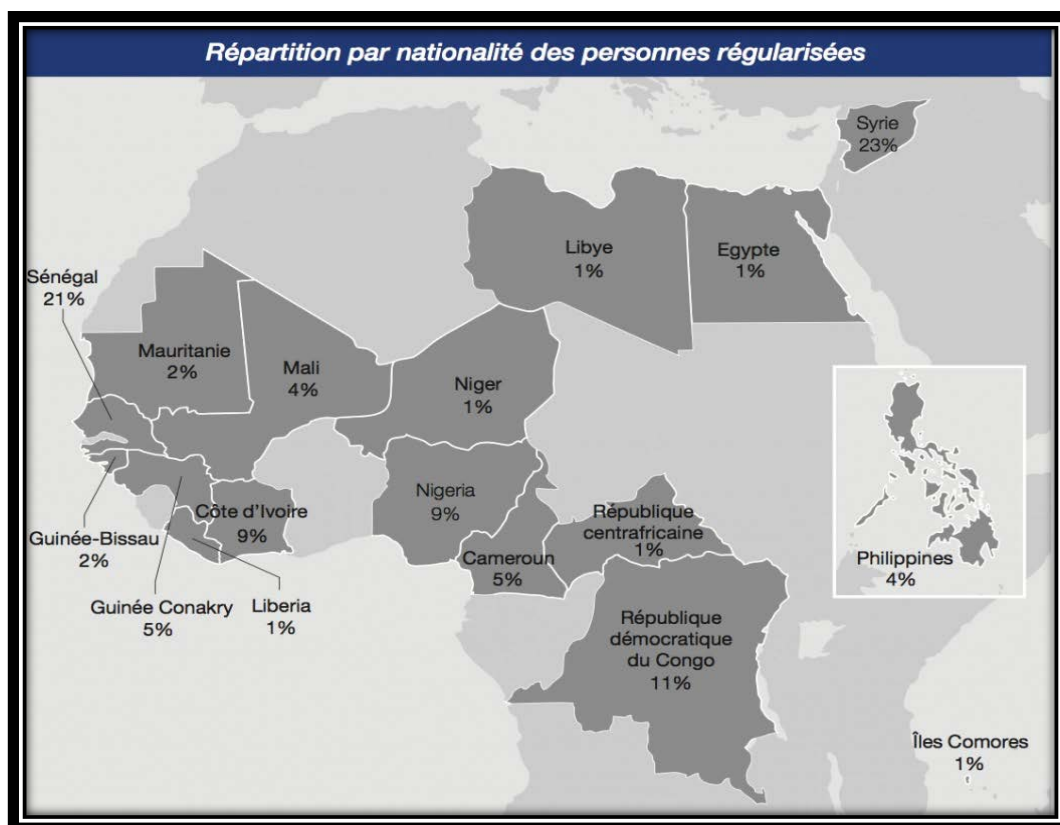 Répartition par nationalité des personnes régularisées
Syrie
23%
Libye
1%
Egypte
1%
Sénégal
21%
Mauritanie
2%
Mali
4%
Niger
1%
Nigeria
9%
Côte d'Ivoire
9%
Guinée-Bissau
2%
Guinée Conakry
5%
Liberia
1%
Cameroun
5%
République
centrafricaine
1%
Philippines
4%
République
démocratique
du Congo
11%
Îles Comores
1%